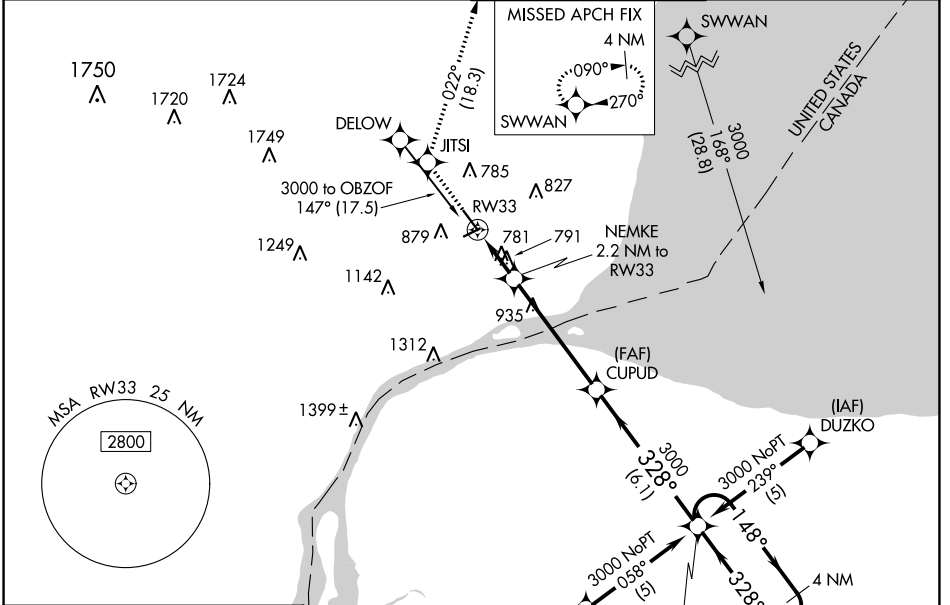 MISSED APCH FIX
4 NM
090°
270°
SWWAN
SWWAN
UNITED STATES
CANADA
3000
168°
(28.8)
1750
1720
1724
1749
022°
(18.3)
DELOW
JITSI
785
827
3000 to OBZOF
147° (17.5)
RW33
879
781
791
NEMKE
2.2 NM to
RW33
1249
1142
935
1312
(FAF)
CUPUD
1399±
MSA RW33 25 NM
2800
(IAF)
DUZKO
3000
328°
(6.1)
3000 NoPT
239°
(5)
148°
3000 NoPT
058°
(5)
328°
4 NM